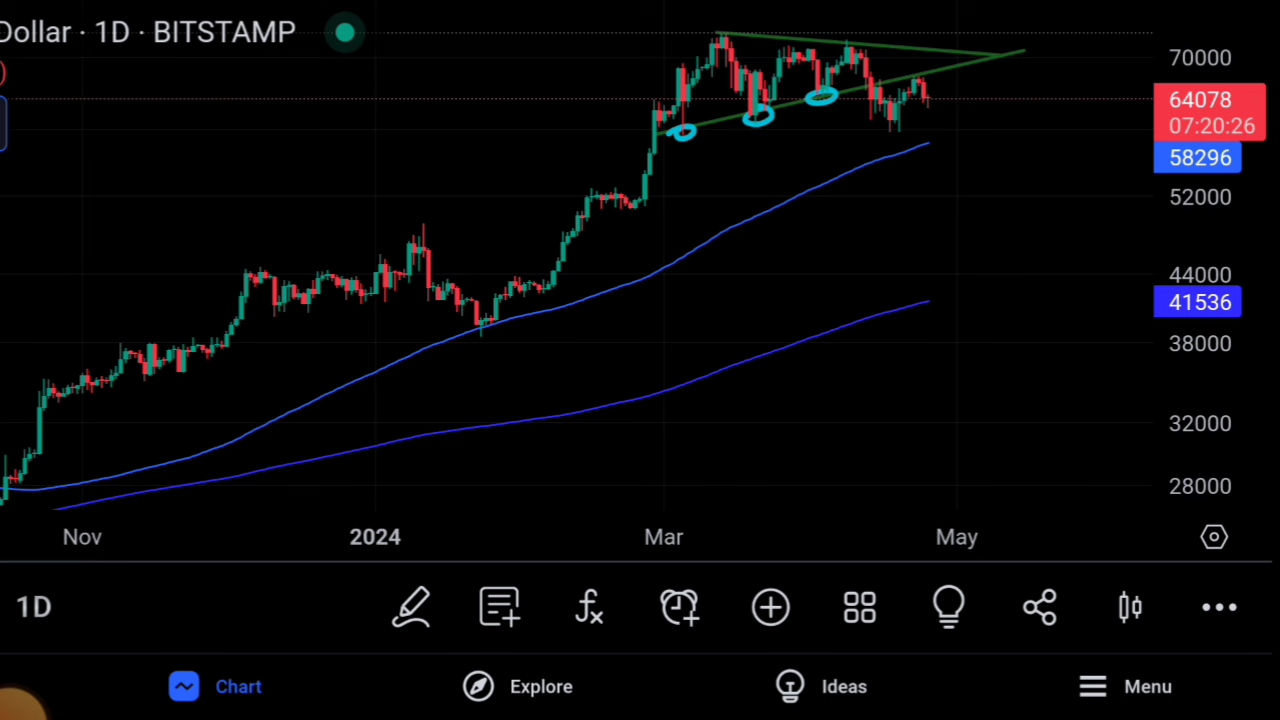 Dollar · 1D · BITSTAMP
70000
64078
07:20:26
58296
52000
44000
41536
38000
32000
28000
Nov 2024 Mar May
1D
Chart Explore Ideas Menu